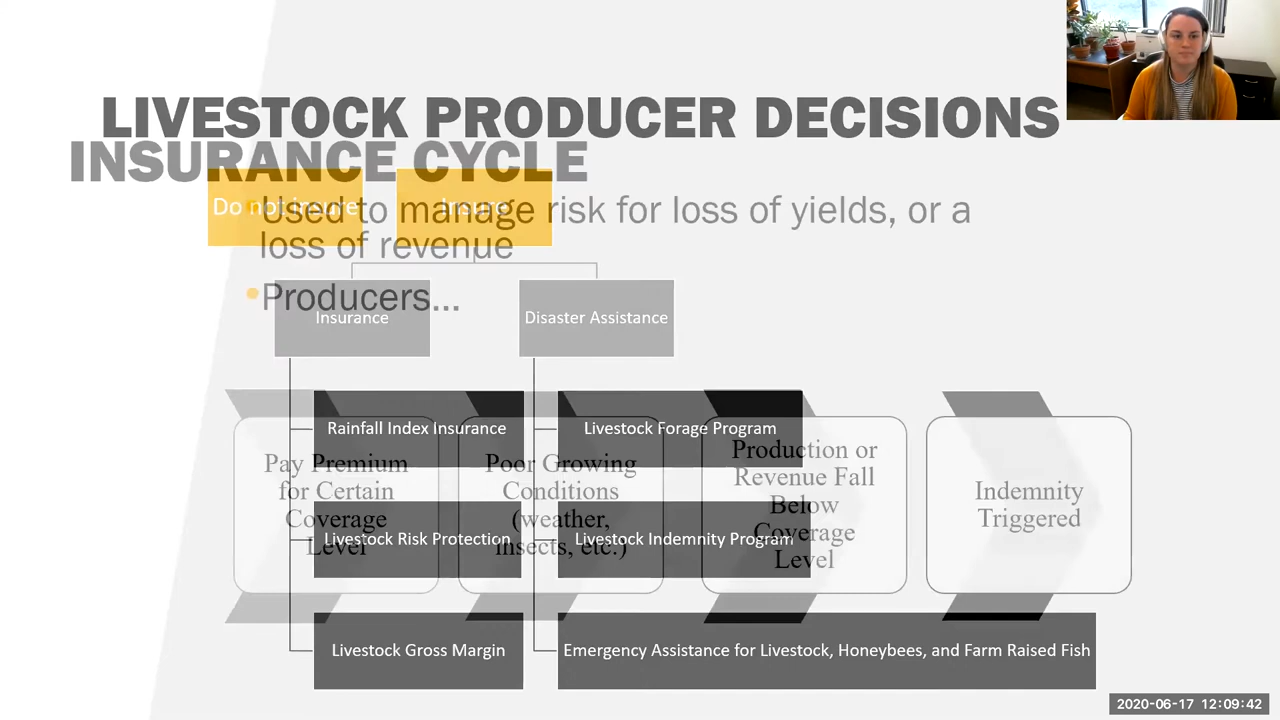 LIVESTOCK PRODUCER DECISIONS
INSURANCE CYCLE
Do not insure
Insure
•Used to manage risk for loss of yields, or a
loss of revenue
•Producers...
Insurance
Disaster Assistance
Rainfall Index Insurance
Livestock Forage Program
Livestock Risk Protection
Livestock Indemnity Program
Livestock Gross Margin
Emergency Assistance for Livestock, Honeybees, and Farm Raised Fish
Pay Premium
for Certain
Coverage
Level
Poor Growing
Conditions
(weather,
insects, etc.)
Production or
Revenue Fall
Below
Coverage
Level
Indemnity
Triggered
2020-06-17 12:09:42